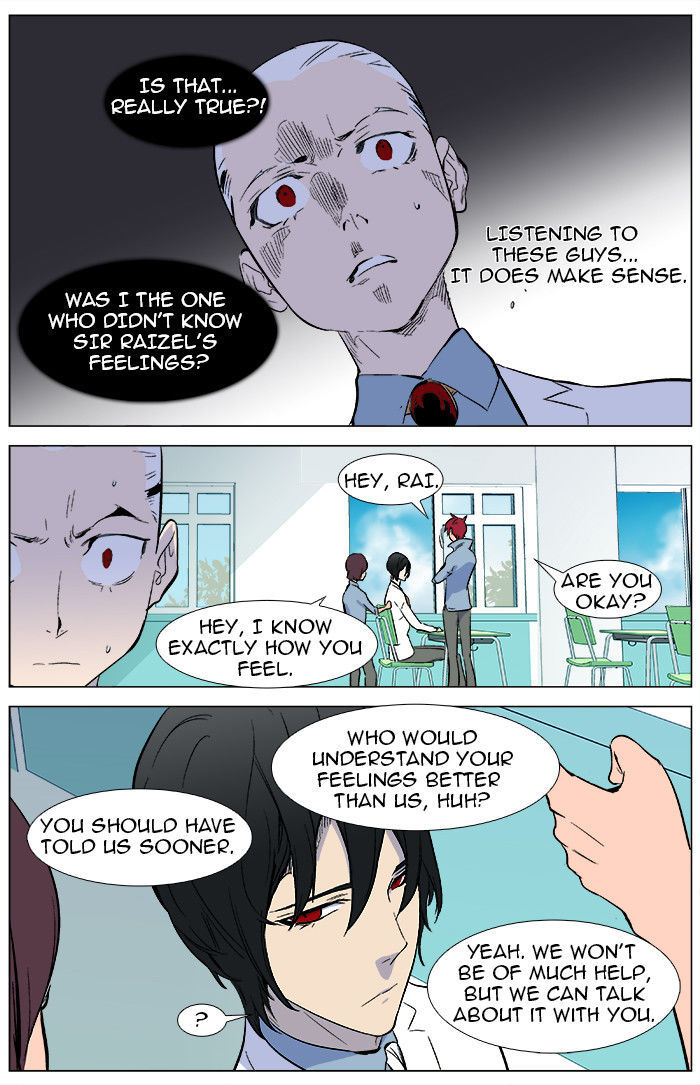 IS THAT...
REALLY TRUE?!
LISTENING TO
THESE GUYS...
IT DOES MAKE SENSE.
WAS I THE ONE
WHO DIDN'T KNOW
SIR RAIZEL'S
FEELINGS?
HEY, RAI.
ARE YOU
OKAY?
HEY, I KNOW
EXACTLY HOW YOU
FEEL.
WHO WOULD
UNDERSTAND YOUR
FEELINGS BETTER
THAN US, HUH?
YOU SHOULD HAVE
TOLD US SOONER.
YEAH. WE WON'T
BE OF MUCH HELP,
BUT WE CAN TALK
ABOUT IT WITH YOU.
?